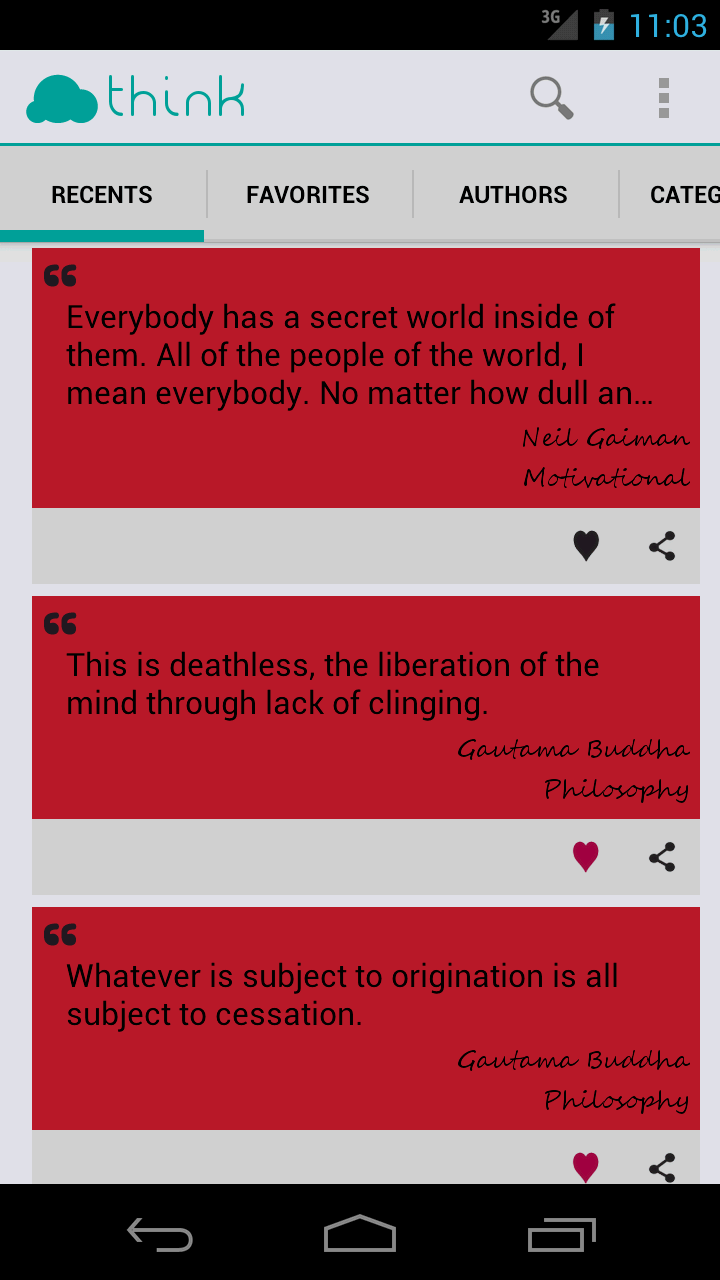 3G 11:03
think
RECENTS FAVORITES AUTHORS CATEG
“
Everybody has a secret world inside of
them. All of the people of the world, I
mean everybody. No matter how dull an...
Neil Gaiman
Motivational
“
This is deathless, the liberation of the
mind through lack of clinging.
Gautama Buddha
Philosophy
“
Whatever is subject to origination is all
subject to cessation.
Gautama Buddha
Philosophy